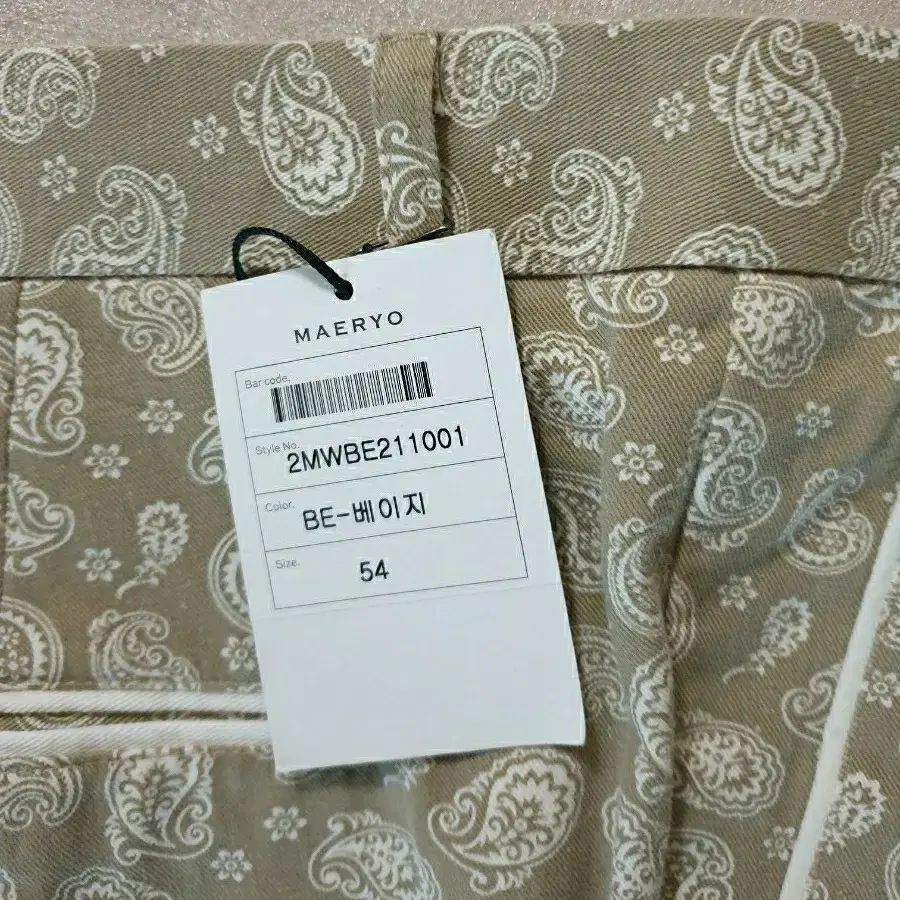 MAERYO
Bar code.
Style No.
2MWBE211001
Color.
BE-베이지
Size.
54